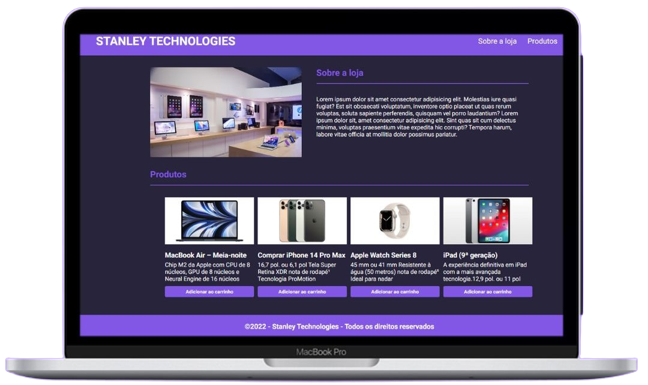 STANLEY TECHNOLOGIES
Sobre a loja Produtos
Sobre a loja
Lorem ipsum dolor sit amet consectetur adipisicing elit. Molestias iure quasi
fugiat? Est sit obcaecati voluptatum, inventore optio placeat ut quas rerum
voluptas, soluta sapiente perferendis, quisquam vel porro laudantium? Lorem
ipsum dolor sit, amet consectetur adipisicing elit. Sint quas sit cum delectus
minima, voluptas praesentium vitae expedita hic corrupti? Tempora harum,
labore vitae officia at mollitia dolor possimus pariatur.
Produtos
MacBook Air – Meia-noite
Chip M2 da Apple com CPU de 8
núcleos, GPU de 8 núcleos e
Neural Engine de 16 núcleos
Adicionar ao carrinho
Comprar iPhone 14 Pro Max
16,7 pol. ou 6,1 pol Tela Super
Retina XDR nota de rodapé¹
Tecnologia ProMotion
Adicionar ao carrinho
Apple Watch Series 8
45 mm ou 41 mm Resistente à
água (50 metros) nota de rodapé⁴
Ideal para nadar
Adicionar ao carrinho
iPad (9ª geração)
A experiência definitiva em iPad
com a mais avançada
tecnologia.12,9 pol. ou 11 pol
Adicionar ao carrinho
©2022 - Stanley Technologies - Todos os direitos reservados
MacBook Pro